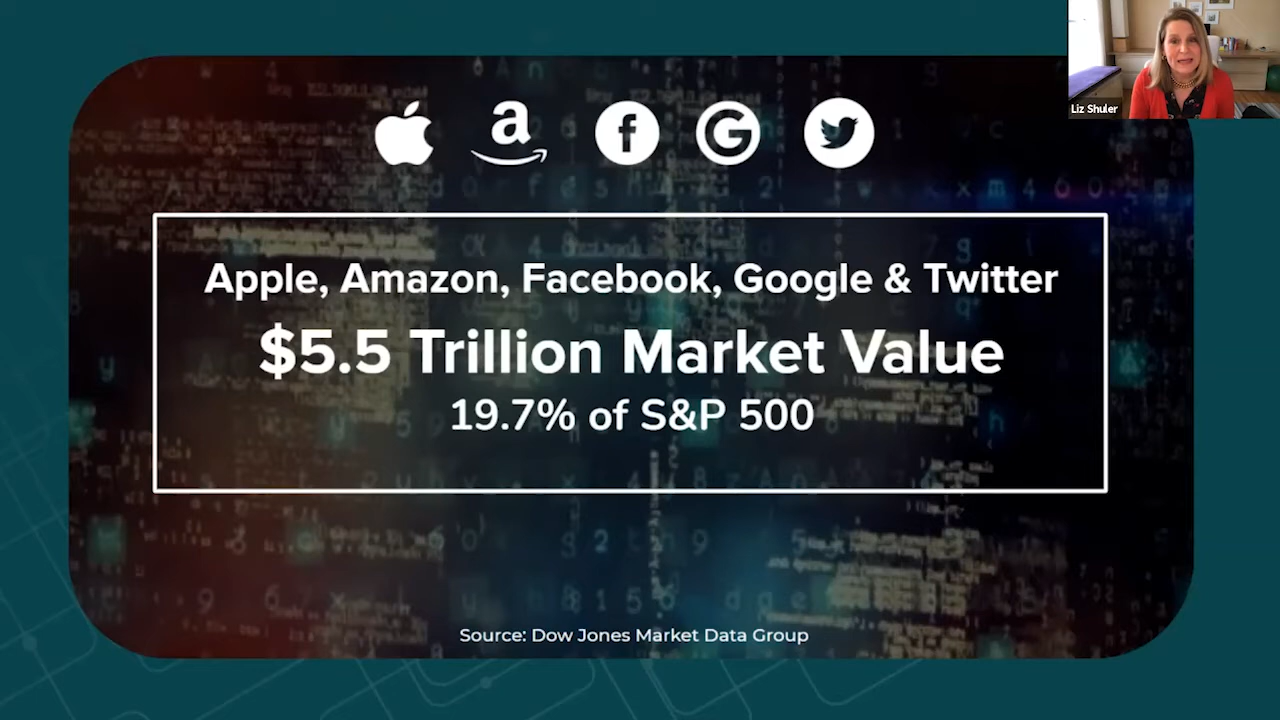 Liz Shuler
Apple, Amazon, Facebook, Google & Twitter
$5.5 Trillion Market Value
19.7% of S&P 500
Source: Dow Jones Market Data Group